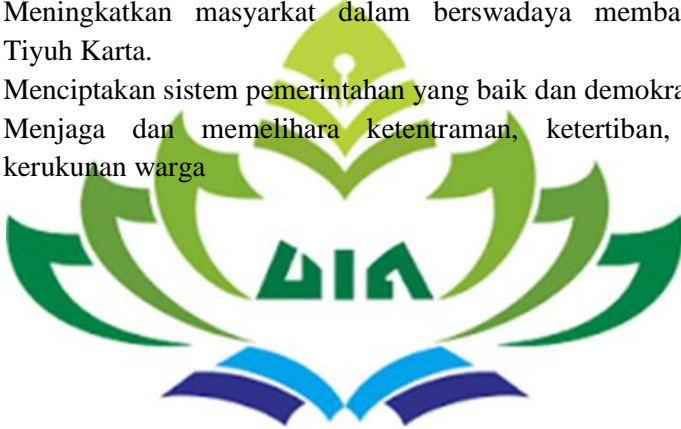 Meningkatkan masyarkat dalam berswadaya memba
Tiyuh Karta.
Menciptakan sistem pemerintahan yang baik dan demokra
Menjaga dan memelihara ketentraman, ketertiban,
kerukunan warga